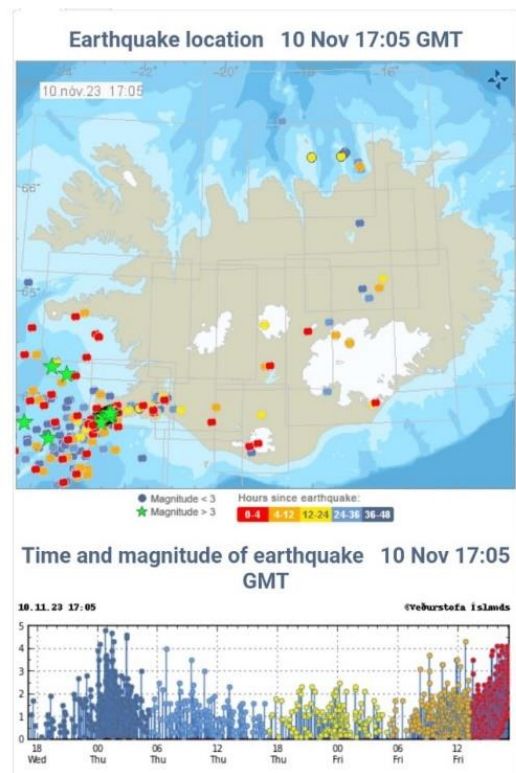 Earthquake location 10 Nov 17:05 GMT
-24 -22 -20 -18 -16
10.nóv.23 17:05
66°
65°
Magnitude < 3 Hours since earthquake:
Magnitude > 3 0-4 4-12 12-24 24-36 36-48
Time and magnitude of earthquake 10 Nov 17:05
GMT
10.11.23 17:05 ©Veðurstofa Íslands
5
4
3
2
1
0
18 00 06 12 18 00 06 12
Wed Thu Thu Thu Thu Fri Fri Fri